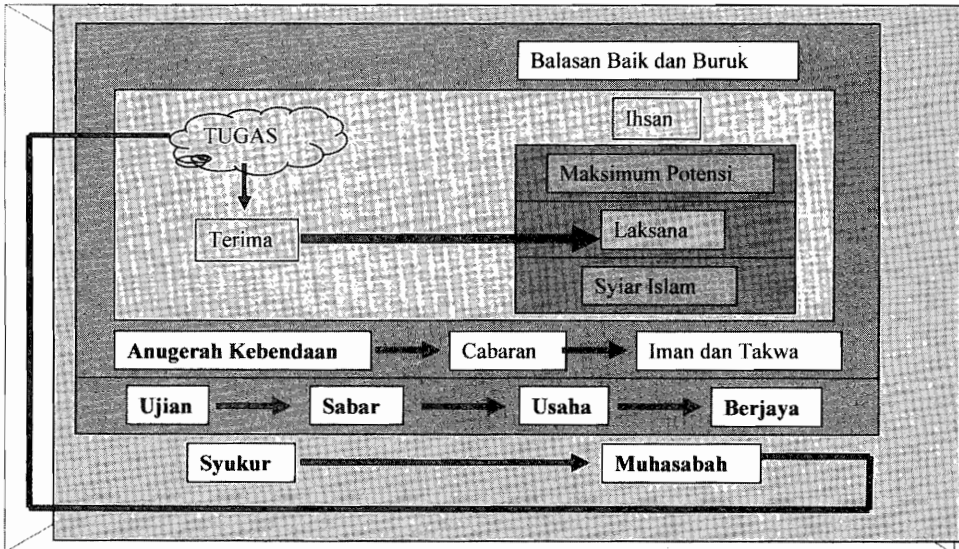 Balasan Baik dan Buruk
Ihsan
TUGAS
Maksimum Potensi
Terima
Laksana
Syiar Islam
Anugerah Kebendaan
Cabaran
Iman dan Takwa
Ujian
Sabar
Usaha
Berjaya
Syukur
Muhasabah